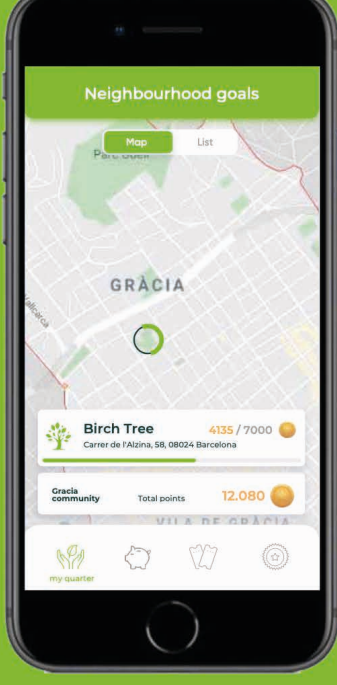 Neighbourhood goals
Map
List
Parc Güell
GRÀCIA
Vallcarca
Birch Tree
4135 / 7000
Carrer de l'Alzina, 58, 08024 Barcelona
Gracia
community
Total points
12.080
VILA DE GRÀCIA
my quarter